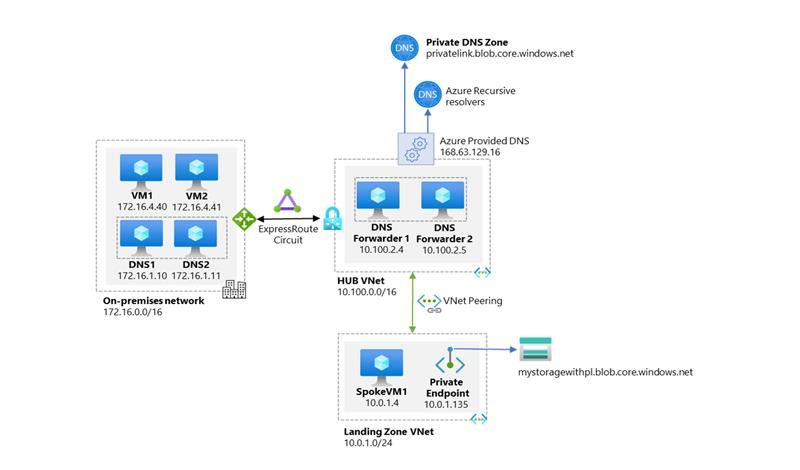 DNS
Private DNS Zone
privatelink.blob.core.windows.net
DNS
Azure Recursive
resolvers
Azure Provided DNS
168.63.129.16
VM1
172.16.4.40
VM2
172.16.4.41
DNS1
172.16.1.10
DNS2
172.16.1.11
On-premises network
172.16.0.0/16
ExpressRoute
Circuit
DNS
Forwarder 1
10.100.2.4
DNS
Forwarder 2
10.100.2.5
HUB VNet
10.100.0.0/16
VNet Peering
SpokeVM1
10.0.1.4
Private
Endpoint
10.0.1.135
mystoragewithpl.blob.core.windows.net
Landing Zone VNet
10.0.1.0/24